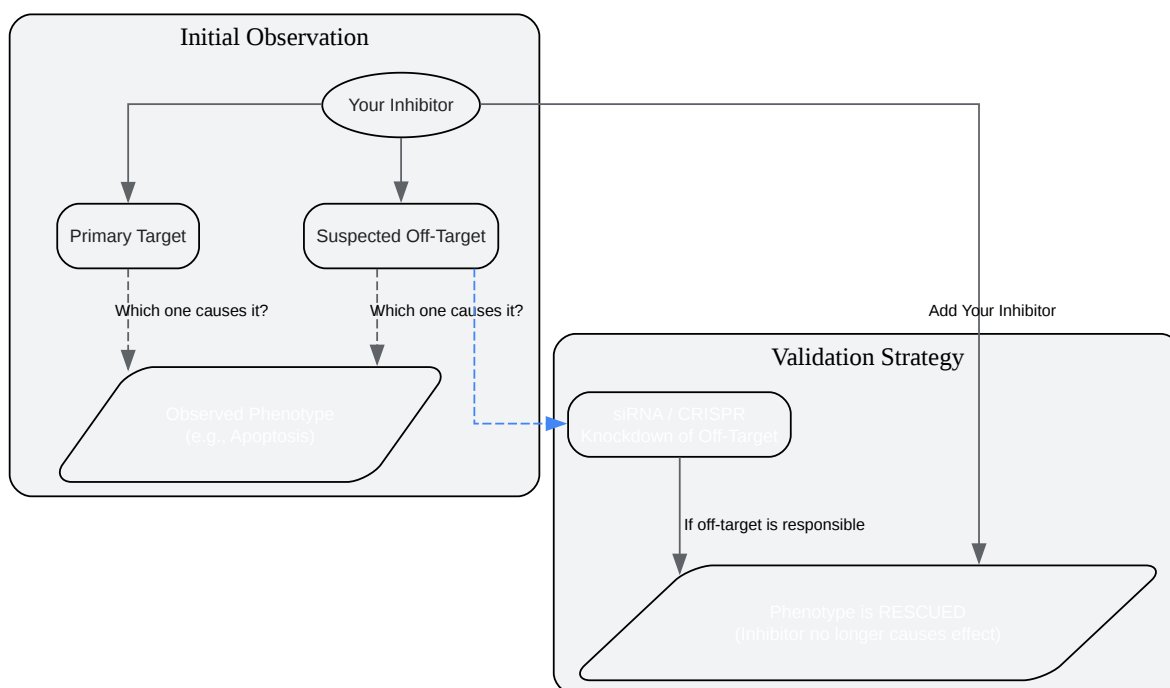 Initial Observation
Your Inhibitor
Primary Target
Suspected Off-Target
Which one causes it?
Which one causes it?
Add Your Inhibitor
Observed Phenotype
(e.g., Apoptosis)
Validation Strategy
siRNA / CRISPR
Knockdown of Off-Target
If off-target is responsible
Phenotype is RESCUED
(Inhibitor no longer causes effect)